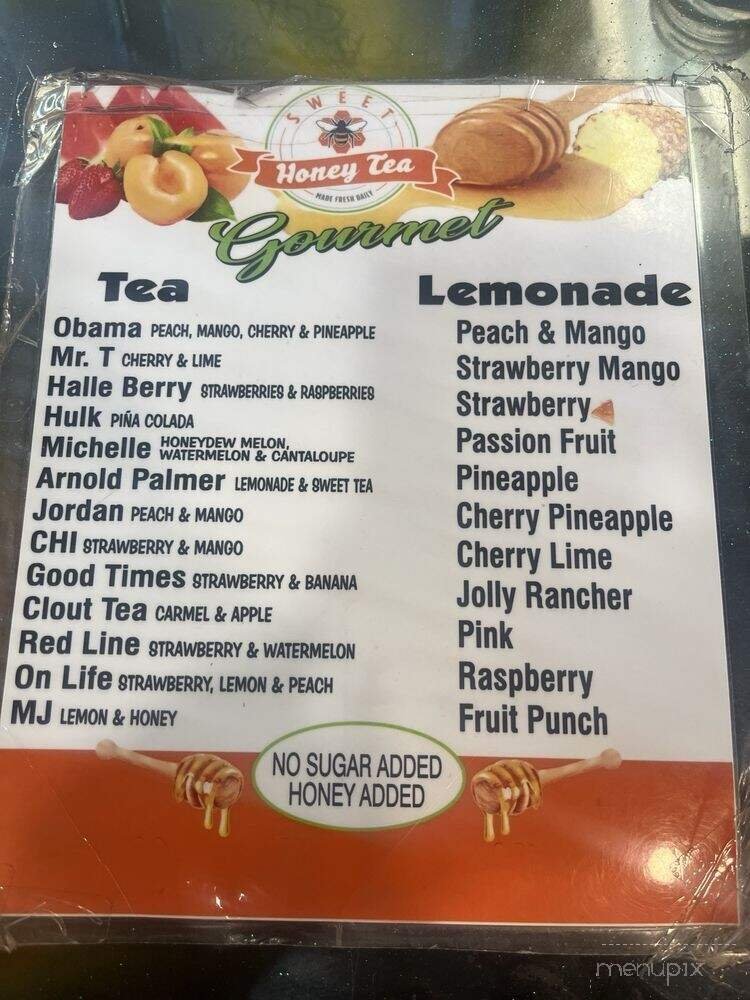 SWEET
Honey Tea
MADE FRESH DAILY
Gourmet
Tea
Obama PEACH, MANGO, CHERRY & PINEAPPLE
Mr. T CHERRY & LIME
Halle Berry STRAWBERRIES & RASPBERRIES
Hulk PIÑA COLADA
Michelle HONEYDEW MELON,
WATERMELON & CANTALOUPE
Arnold Palmer LEMONADE & SWEET TEA
Jordan PEACH & MANGO
CHI STRAWBERRY & MANGO
Good Times STRAWBERRY & BANANA
Clout Tea CARMEL & APPLE
Red Line STRAWBERRY & WATERMELON
On Life STRAWBERRY, LEMON & PEACH
MJ LEMON & HONEY
Lemonade
Peach & Mango
Strawberry Mango
Strawberry
Passion Fruit
Pineapple
Cherry Pineapple
Cherry Lime
Jolly Rancher
Pink
Raspberry
Fruit Punch
NO SUGAR ADDED
HONEY ADDED
menupix